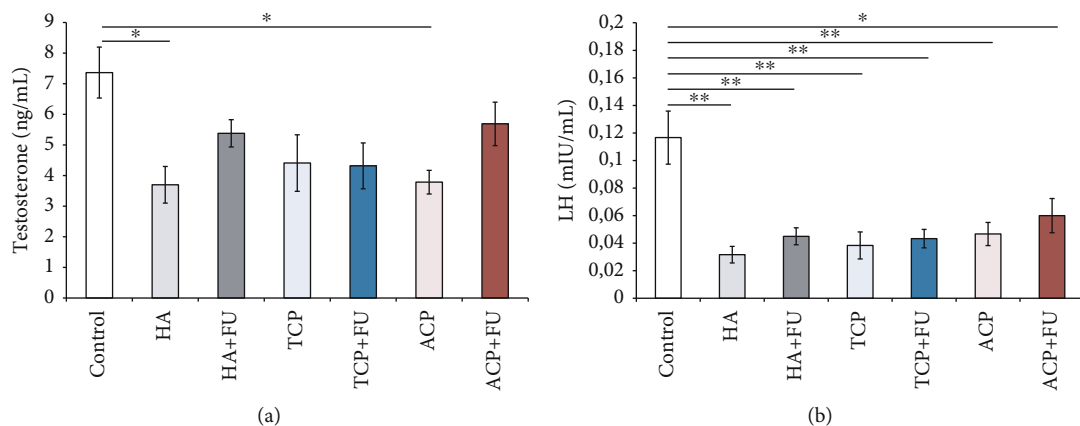 9
8
7
6
5
4
3
2
1
0
Testosterone (ng/mL)
*
*
Control
HA
HA+FU
TCP
TCP+FU
ACP
ACP+FU
(a)
0,2
0,18
0,16
0,14
0,12
0,1
0,08
0,06
0,04
0,02
0
LH (mIU/mL)
*
**
**
**
**
**
Control
HA
HA+FU
TCP
TCP+FU
ACP
ACP+FU
(b)